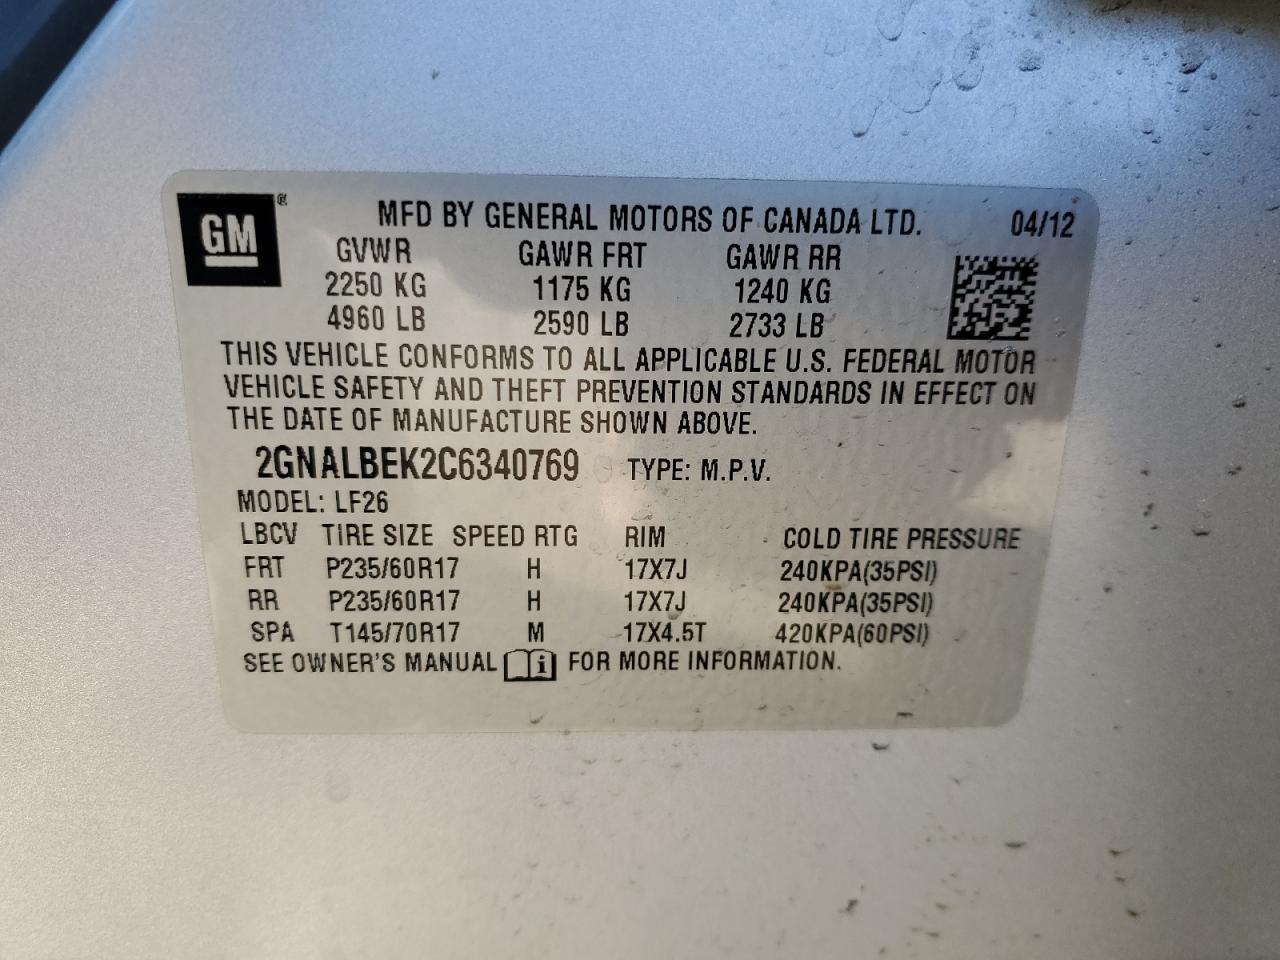 GM®
MFD BY GENERAL MOTORS OF CANADA LTD. 04/12
GVWR GAWR FRT GAWR RR
2250 KG 1175 KG 1240 KG
4960 LB 2590 LB 2733 LB
THIS VEHICLE CONFORMS TO ALL APPLICABLE U.S. FEDERAL MOTOR
VEHICLE SAFETY AND THEFT PREVENTION STANDARDS IN EFFECT ON
THE DATE OF MANUFACTURE SHOWN ABOVE.
2GNALBEK2C6340769 TYPE: M.P.V.
MODEL: LF26
LBCV TIRE SIZE SPEED RTG RIM COLD TIRE PRESSURE
FRT P235/60R17 H 17X7J 240KPA(35PSI)
RR P235/60R17 H 17X7J 240KPA(35PSI)
SPA T145/70R17 M 17X4.5T 420KPA(60PSI)
SEE OWNER'S MANUAL i FOR MORE INFORMATION.